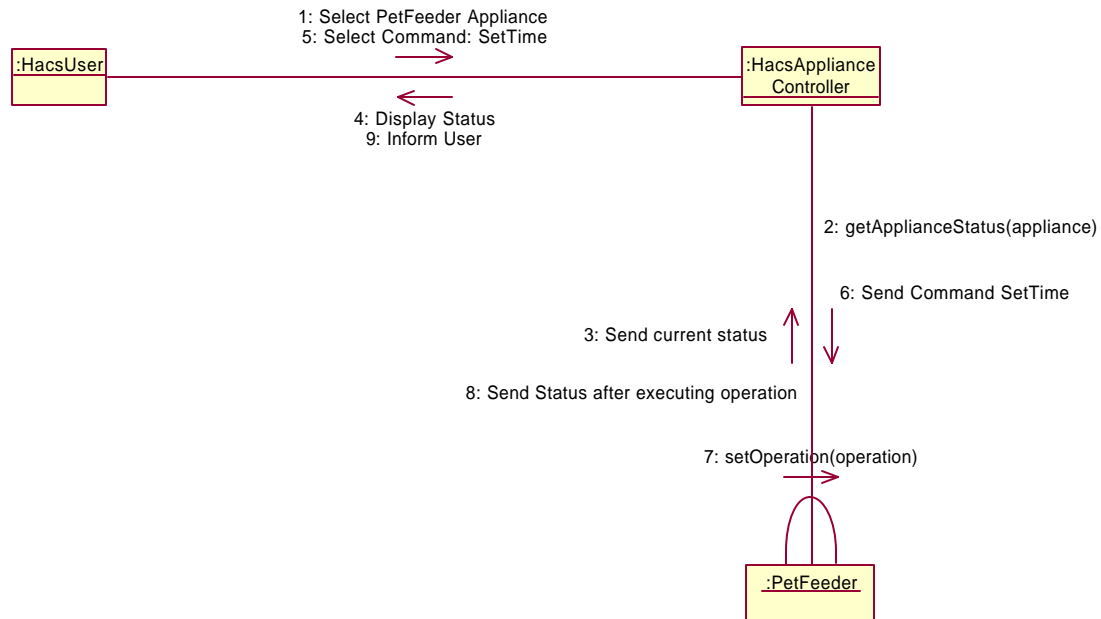 1: Select PetFeeder Appliance
5: Select Command: SetTime
:HacsUser
:HacsAppliance
Controller
4: Display Status
9: Inform User
2: getApplianceStatus(appliance)
6: Send Command SetTime
3: Send current status
8: Send Status after executing operation
7: setOperation(operation)
:PetFeeder